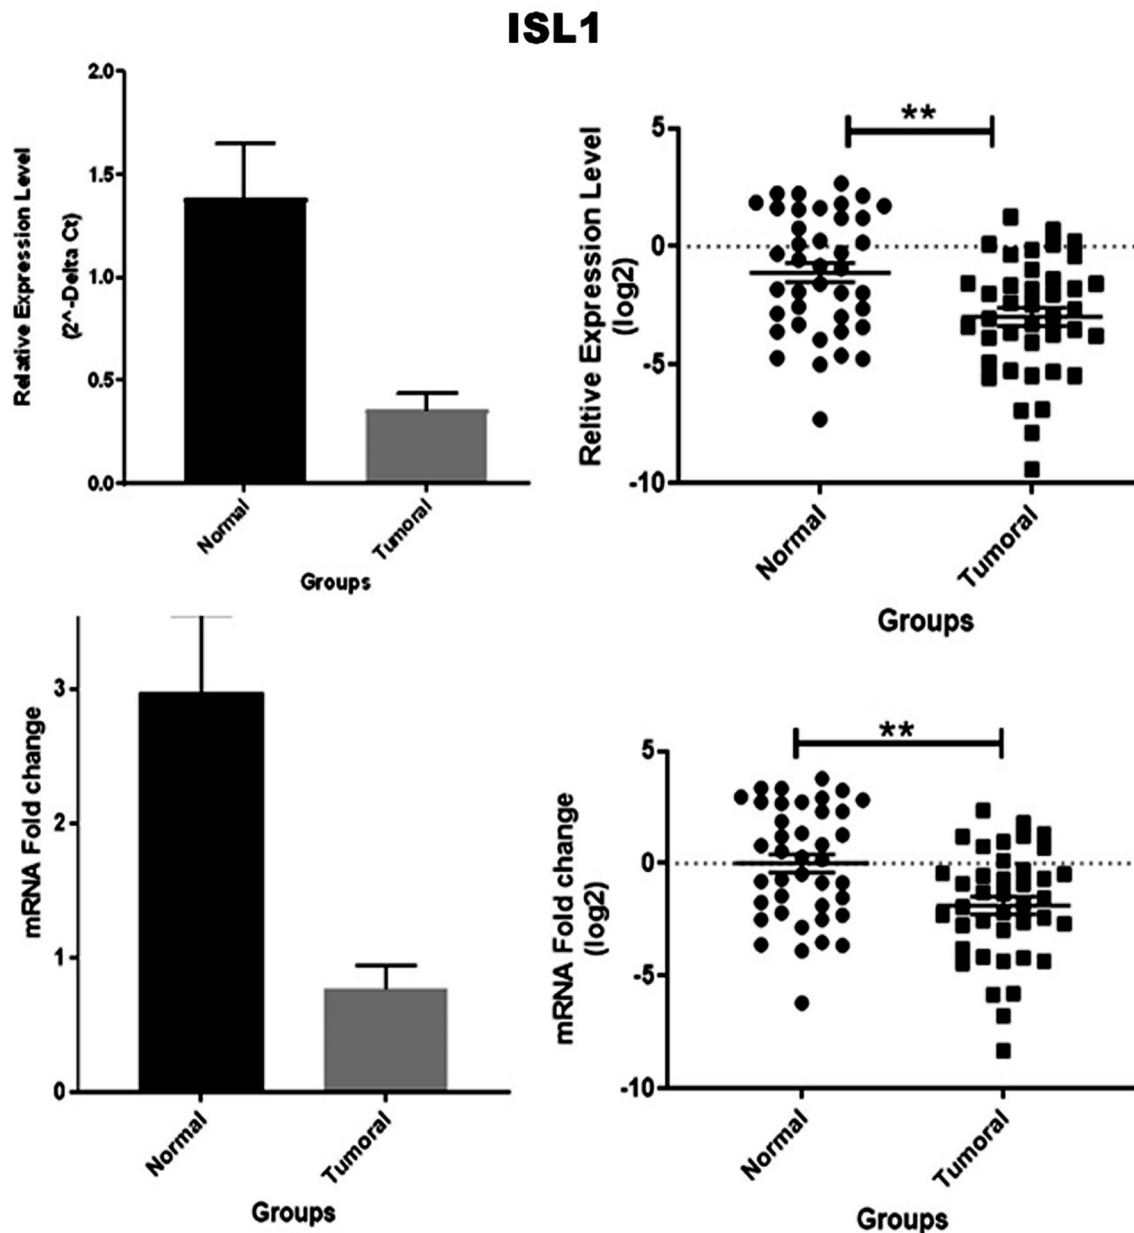 ISL1
Relative Expression Level
(2^-Delta Ct)
2.0
1.5
1.0
0.5
0.0
Normal
Tumoral
Groups
Reltive Expression Level
(log2)
5
0
-5
-10
**
Normal
Tumoral
Groups
mRNA Fold change
3
2
1
0
Normal
Tumoral
Groups
mRNA Fold change
(log2)
5
0
-5
-10
**
Normal
Tumoral
Groups